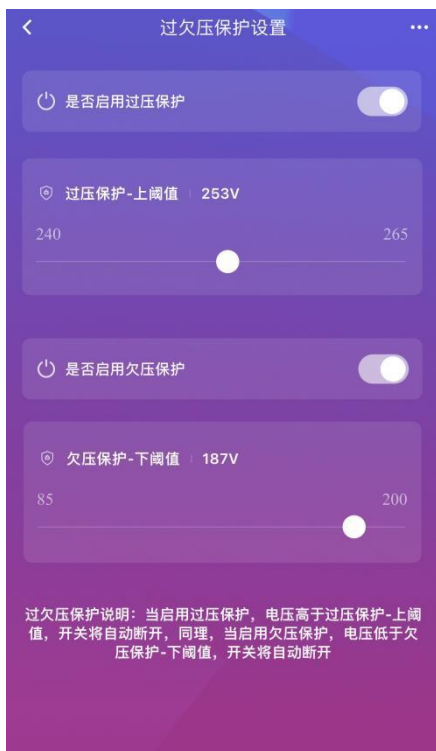 过欠压保护设置
是否启用过压保护
过压保护-上阈值 253V
240 265
是否启用欠压保护
欠压保护-下阈值 187V
85 200
过欠压保护说明：当启用过压保护，电压高于过压保护-上阈
值，开关将自动断开，同理，当启用欠压保护，电压低于欠
压保护-下阈值，开关将自动断开